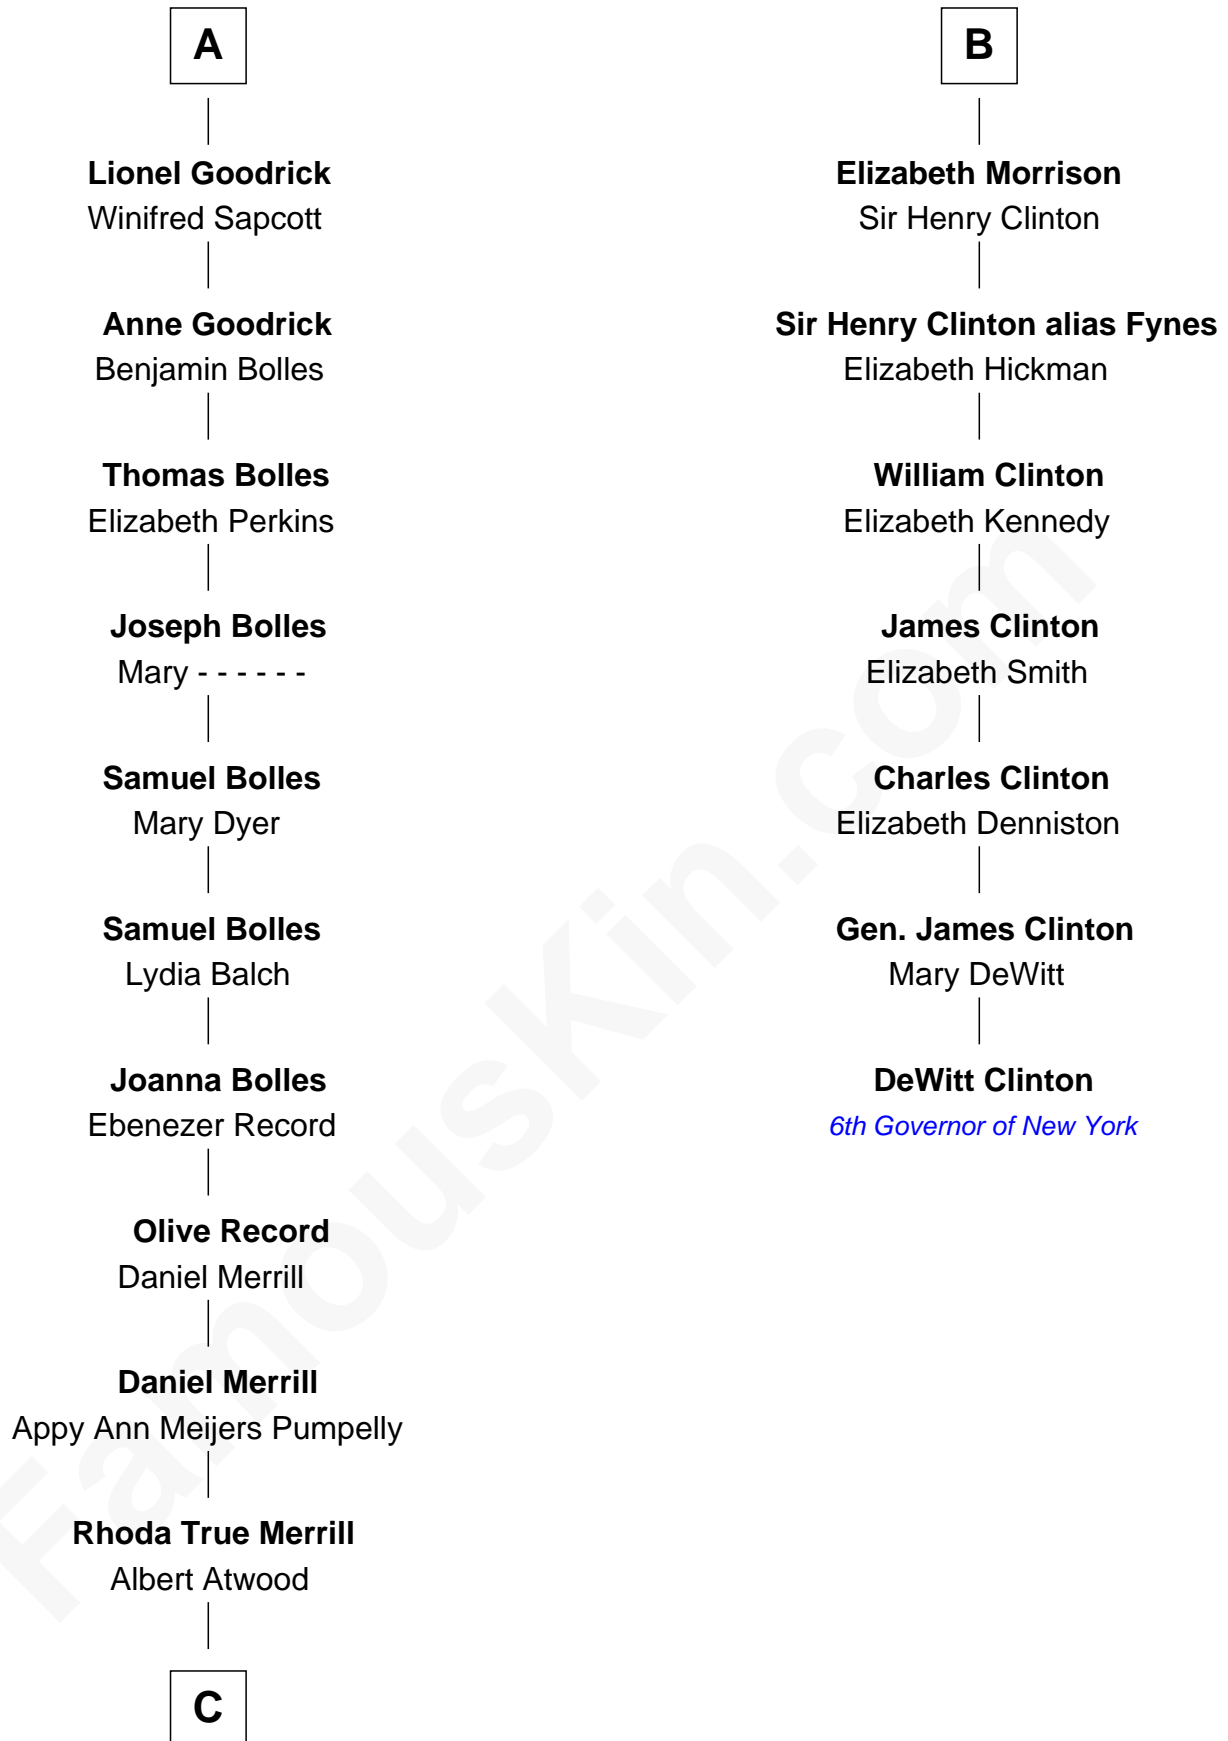 A
Lionel Goodrick
Winifred Sapcott
Anne Goodrick
Benjamin Bolles
Thomas Bolles
Elizabeth Perkins
Joseph Bolles
Mary - - - - - -
Samuel Bolles
Mary Dyer
Samuel Bolles
Lydia Balch
Joanna Bolles
Ebenezer Record
Olive Record
Daniel Merrill
Daniel Merrill
Appy Ann Meijers Pumpelly
Rhoda True Merrill
Albert Atwood
C
B
Elizabeth Morrison
Sir Henry Clinton
Sir Henry Clinton alias Fynes
Elizabeth Hickman
William Clinton
Elizabeth Kennedy
James Clinton
Elizabeth Smith
Charles Clinton
Elizabeth Denniston
Gen. James Clinton
Mary DeWitt
DeWitt Clinton
6th Governor of New York
FamousKin.com